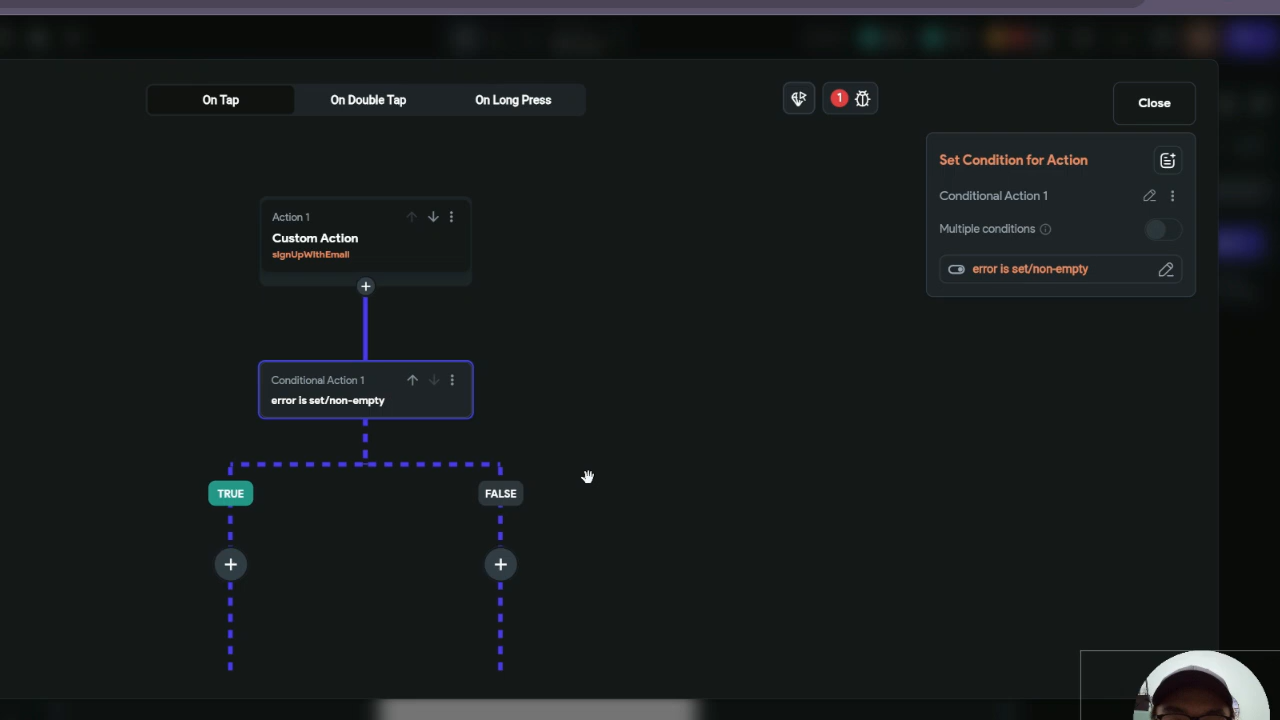 On Tap
On Double Tap
On Long Press
1
Close
Set Condition for Action
Conditional Action 1
Multiple conditions
error is set/non-empty
Action 1
Custom Action
signUpWithEmail
Conditional Action 1
error is set/non-empty
TRUE
FALSE